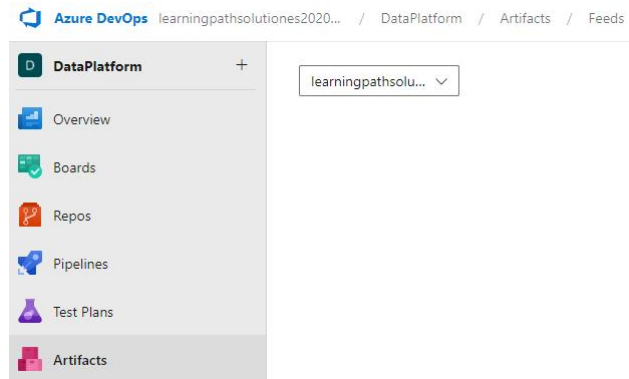 Azure DevOps learningpathsolutiones2020... / DataPlatform / Artifacts / Feeds
D DataPlatform +
learningpathsolu...
Overview
Boards
Repos
Pipelines
Test Plans
Artifacts